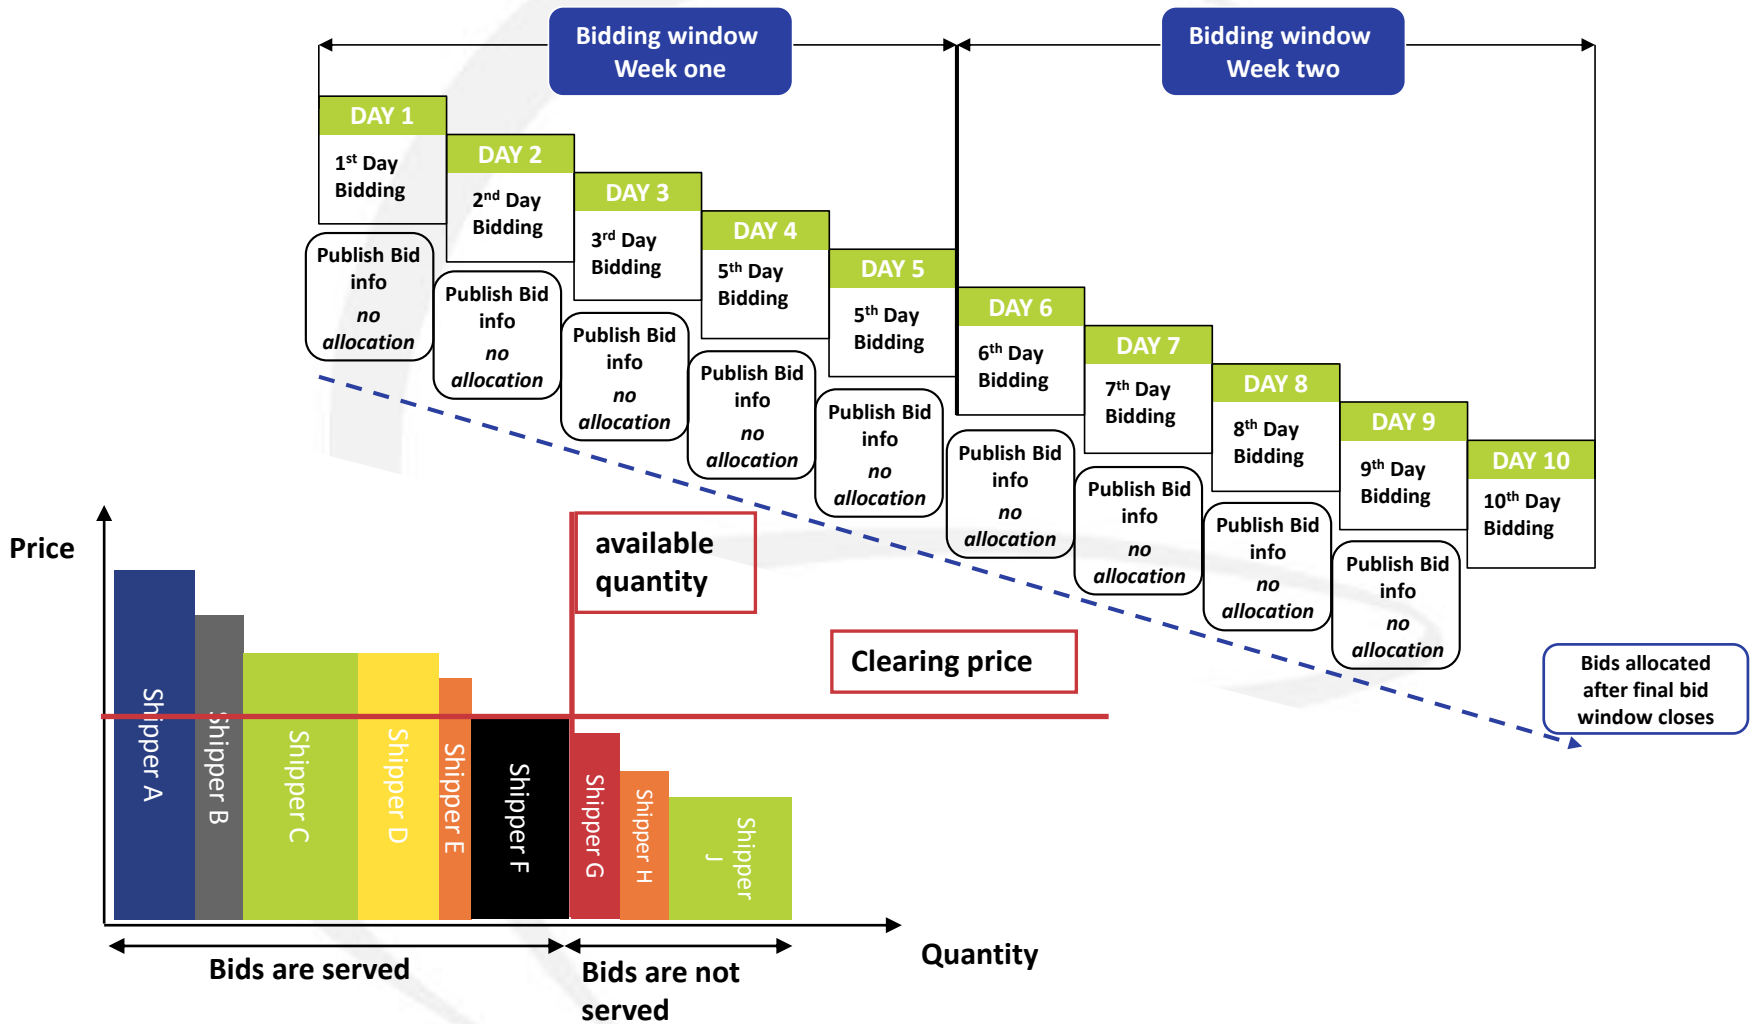 Bidding window
Week one
Bidding window
Week two
DAY 1
1st Day
Bidding
Publish Bid
info
no
allocation
DAY 2
2nd Day
Bidding
Publish Bid
info
no
allocation
DAY 3
3rd Day
Bidding
Publish Bid
info
no
allocation
DAY 4
5th Day
Bidding
Publish Bid
info
no
allocation
DAY 5
5th Day
Bidding
Publish Bid
info
no
allocation
DAY 6
6th Day
Bidding
Publish Bid
info
no
allocation
DAY 7
7th Day
Bidding
Publish Bid
info
no
allocation
DAY 8
8th Day
Bidding
Publish Bid
info
no
allocation
DAY 9
9th Day
Bidding
Publish Bid
info
no
allocation
DAY 10
10th Day
Bidding
Bids allocated
after final bid
window closes
Price
available
quantity
Clearing price
Shipper A
Shipper B
Shipper C
Shipper D
Shipper E
Shipper F
Shipper G
Shipper H
Shipper
J
Quantity
Bids are served
Bids are not
served